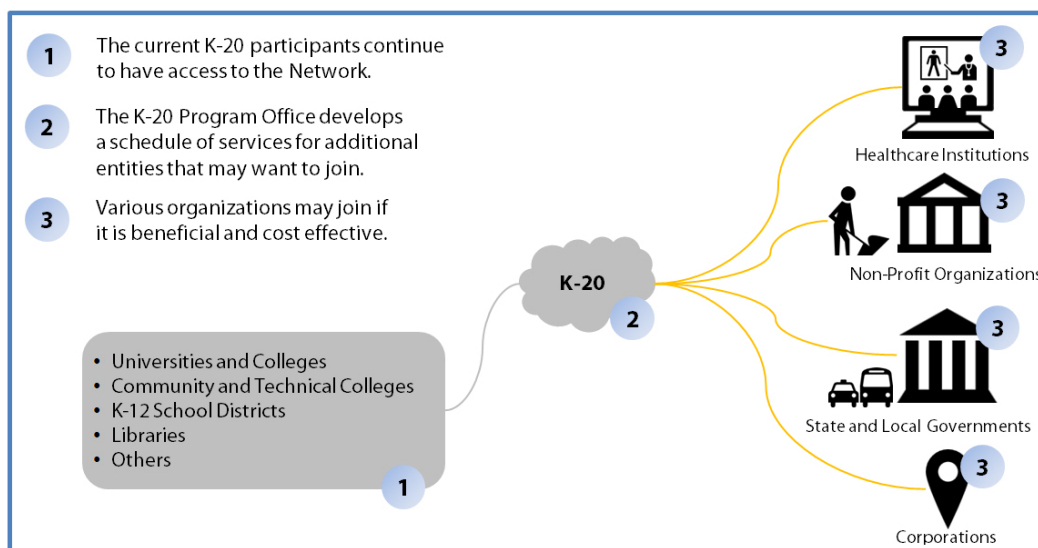 1
The current K-20 participants continue
to have access to the Network.
2
The K-20 Program Office develops
a schedule of services for additional
entities that may want to join.
3
Various organizations may join if
it is beneficial and cost effective.
• Universities and Colleges
• Community and Technical Colleges
• K-12 School Districts
• Libraries
• Others
1
K-20
2
3
Healthcare Institutions
3
Non-Profit Organizations
3
State and Local Governments
3
Corporations